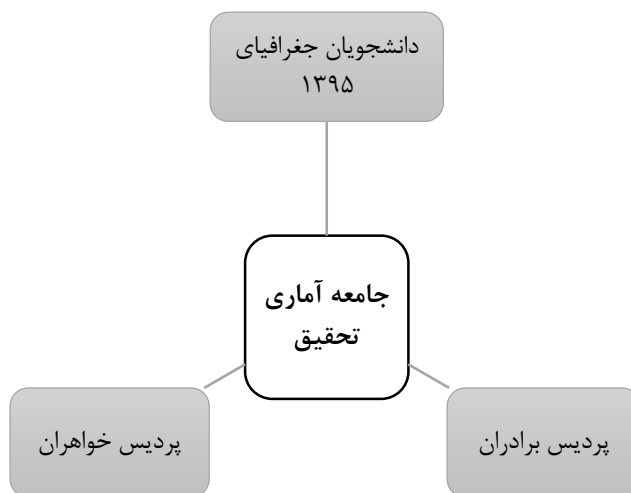 دانشجویان جغرافیای
۱۳۹۵
جامعه آماری
تحقیق
پردیس برادران
پردیس خواهران